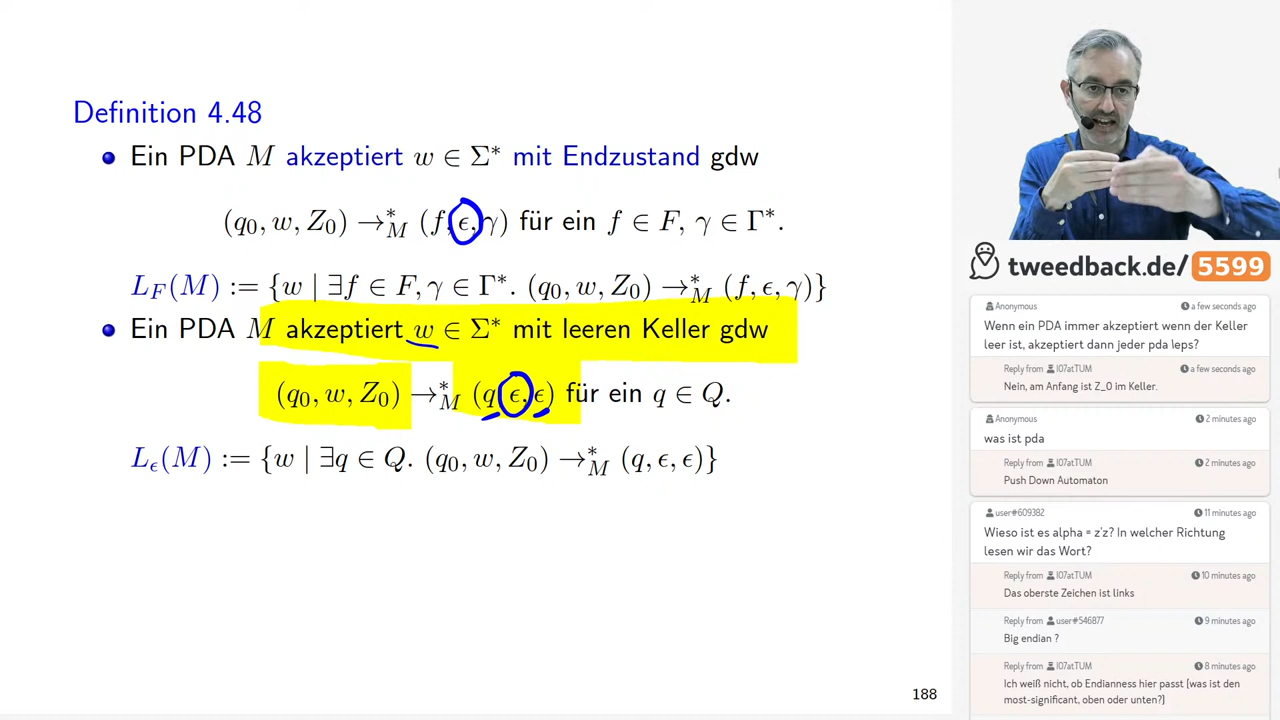 Definition 4.48
Ein PDA M akzeptiert w ∈ Σ* mit Endzustand gdw
(q₀, w, Z₀) →*_M (f, ϵ, γ) für ein f ∈ F, γ ∈ Γ*.
L_F(M) := {w | ∃f ∈ F, γ ∈ Γ*. (q₀, w, Z₀) →*_M (f, ϵ, γ)}
Ein PDA M akzeptiert w ∈ Σ* mit leeren Keller gdw
(q₀, w, Z₀) →*_M (q, ϵ, ϵ) für ein q ∈ Q.
L_ϵ(M) := {w | ∃q ∈ Q. (q₀, w, Z₀) →*_M (q, ϵ, ϵ)}
188
tweedback.de/ 5599
Anonymous a few seconds ago
Wenn ein PDA immer akzeptiert wenn der Keller
leer ist, akzeptiert dann jeder pda leps?
Reply from I07atTUM a few seconds ago
Nein, am Anfang ist Z_0 im Keller.
Anonymous 2 minutes ago
was ist pda
Reply from I07atTUM 2 minutes ago
Push Down Automaton
user#609382 11 minutes ago
Wieso ist es alpha = z'z? In welcher Richtung
lesen wir das Wort?
Reply from I07atTUM 10 minutes ago
Das oberste Zeichen ist links
Reply from user#546877 9 minutes ago
Big endian ?
Reply from I07atTUM 8 minutes ago
Ich weiß nicht, ob Endianness hier passt (was ist den
most-significant, oben oder unten?)